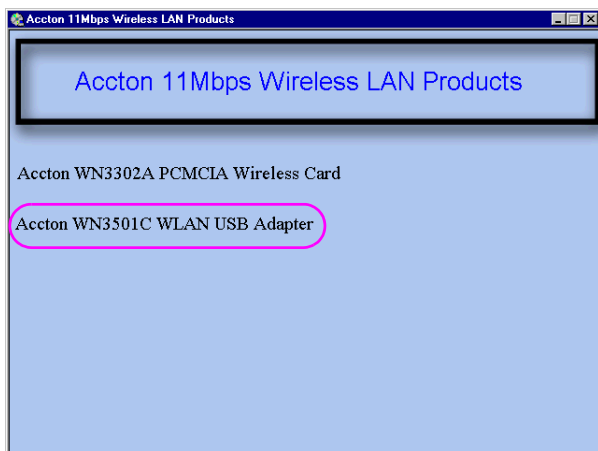 Accton 11Mbps Wireless LAN Products
Accton 11Mbps Wireless LAN Products
Accton WN3302A PCMCIA Wireless Card
Accton WN3501C WLAN USB Adapter